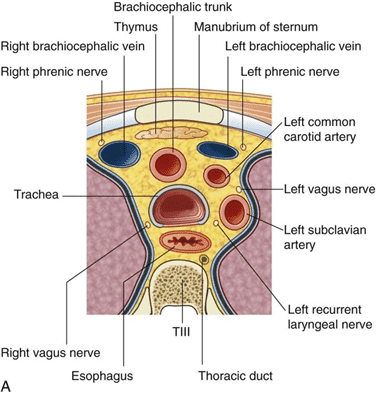 Brachiocephalic trunk
Thymus
Manubrium of sternum
Right brachiocephalic vein
Left brachiocephalic vein
Right phrenic nerve
Left phrenic nerve
Left common
carotid artery
Trachea
Left vagus nerve
Left subclavian
artery
Left recurrent
laryngeal nerve
TIII
Right vagus nerve
Esophagus
Thoracic duct
A